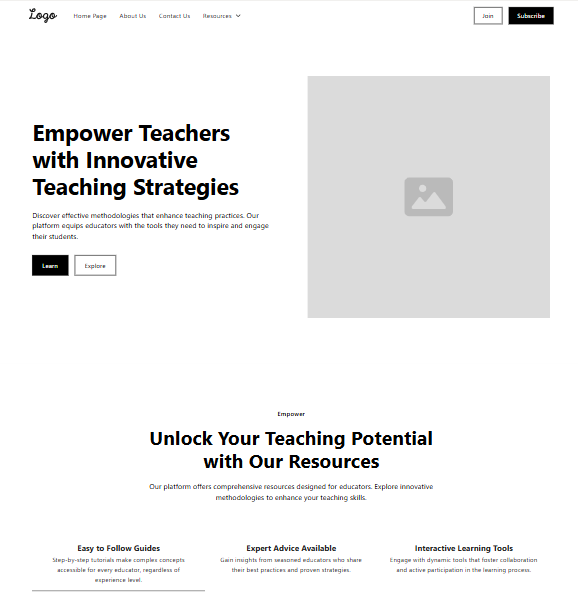 Logo
Home Page
About Us
Contact Us
Resources
Join
Subscribe
Empower Teachers
with Innovative
Teaching Strategies
Discover effective methodologies that enhance teaching practices. Our
platform equips educators with the tools they need to inspire and engage
their students.
Learn
Explore
Empower
Unlock Your Teaching Potential
with Our Resources
Our platform offers comprehensive resources designed for educators. Explore innovative
methodologies to enhance your teaching skills.
Easy to Follow Guides
Step-by-step tutorials make complex concepts
accessible for every educator, regardless of
experience level.
Expert Advice Available
Gain insights from seasoned educators who share
their best practices and proven strategies.
Interactive Learning Tools
Engage with dynamic tools that foster collaboration
and active participation in the learning process.